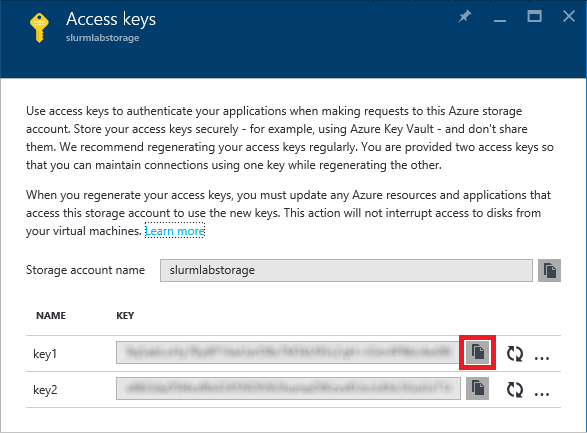 Access keys
slurmlabstorage
Use access keys to authenticate your applications when making requests to this Azure storage
account. Store your access keys securely - for example, using Azure Key Vault - and don't share
them. We recommend regenerating your access keys regularly. You are provided two access keys so
that you can maintain connections using one key while regenerating the other.
When you regenerate your access keys, you must update any Azure resources and applications that
access this storage account to use the new keys. This action will not interrupt access to disks from
your virtual machines. Learn more
Storage account name slurmlabstorage
NAME KEY
key1
key2